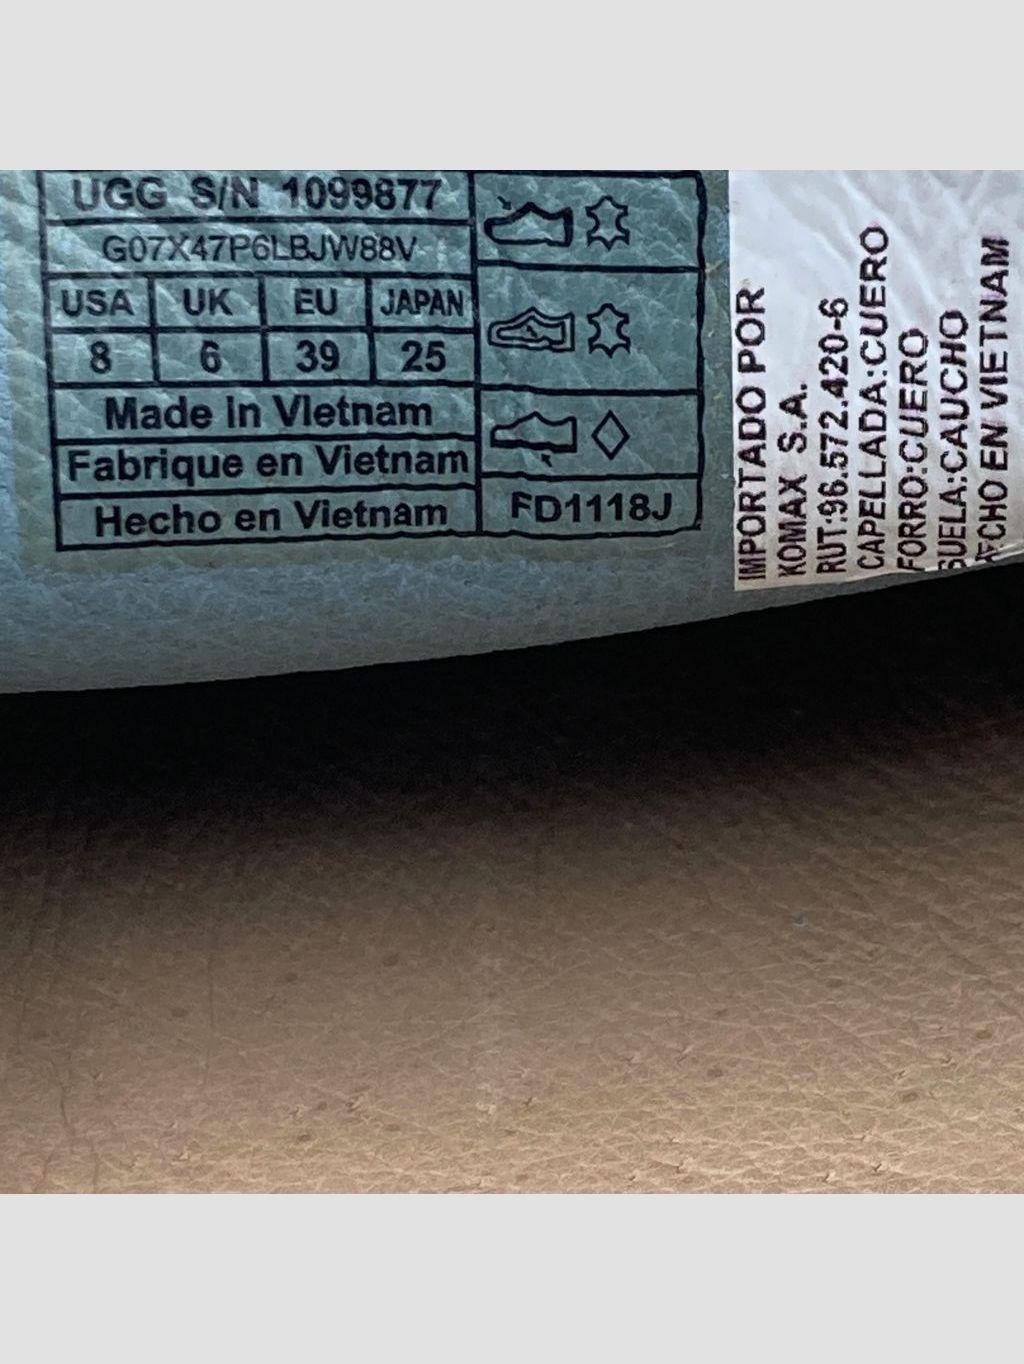 UGG S/N 1099877
G07X47P6LBJW88V
USA UK EU JAPAN
8 6 39 25
Made in Vietnam
Fabrique en Vietnam
Hecho en Vietnam
FD1118J
IMPORTADO POR
KOMAX S.A.
RUT:96.572.420-6
CAPELLADA:CUERO
FORRO:CUERO
SUELA:CAUCHO
HECHO EN VIETNAM